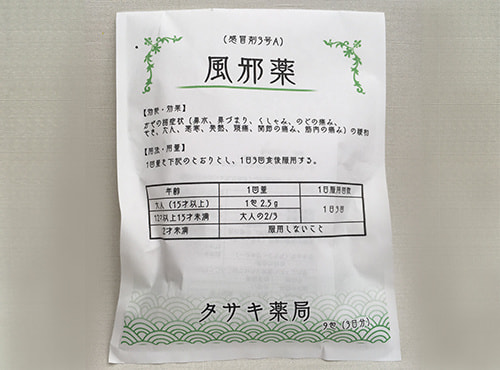 (感冒剤3号A)
風邪薬
【効能・効果】
かぜの諸症状(鼻水、鼻づまり、くしゃみ、のどの痛み、
せき、たん、悪寒、発熱、頭痛、関節の痛み、筋肉の痛み)の緩和
【用法・用量】
1回量を下記のとおりとし、1日3回食後服用する。
年齢 1回量 1日服用回数
大人(15才以上) 1包 2.5g 1日3回
12才以上15才未満 大人の2/3
12才未満 服用しないこと
タサキ薬局
9包(3日分)